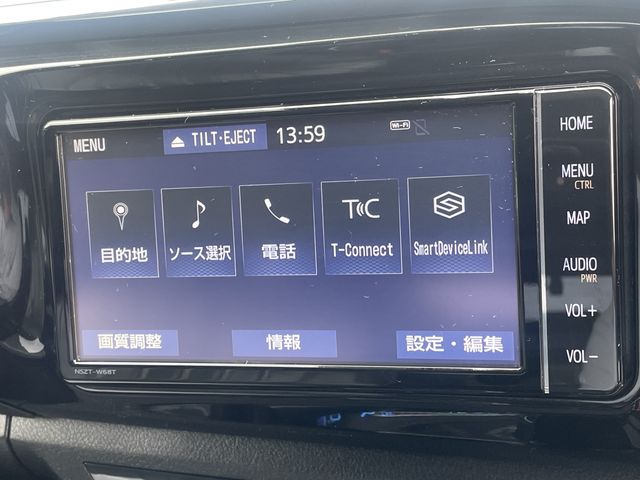 MENU
TILT·EJECT
13:59
Wi-Fi
目的地
ソース選択
電話
TC
T-Connect
SmartDeviceLink
画質調整
情報
設定・編集
NSZT-W68T
HOME
MENU
CTRL
MAP
AUDIO
PWR
VOL+
VOL−